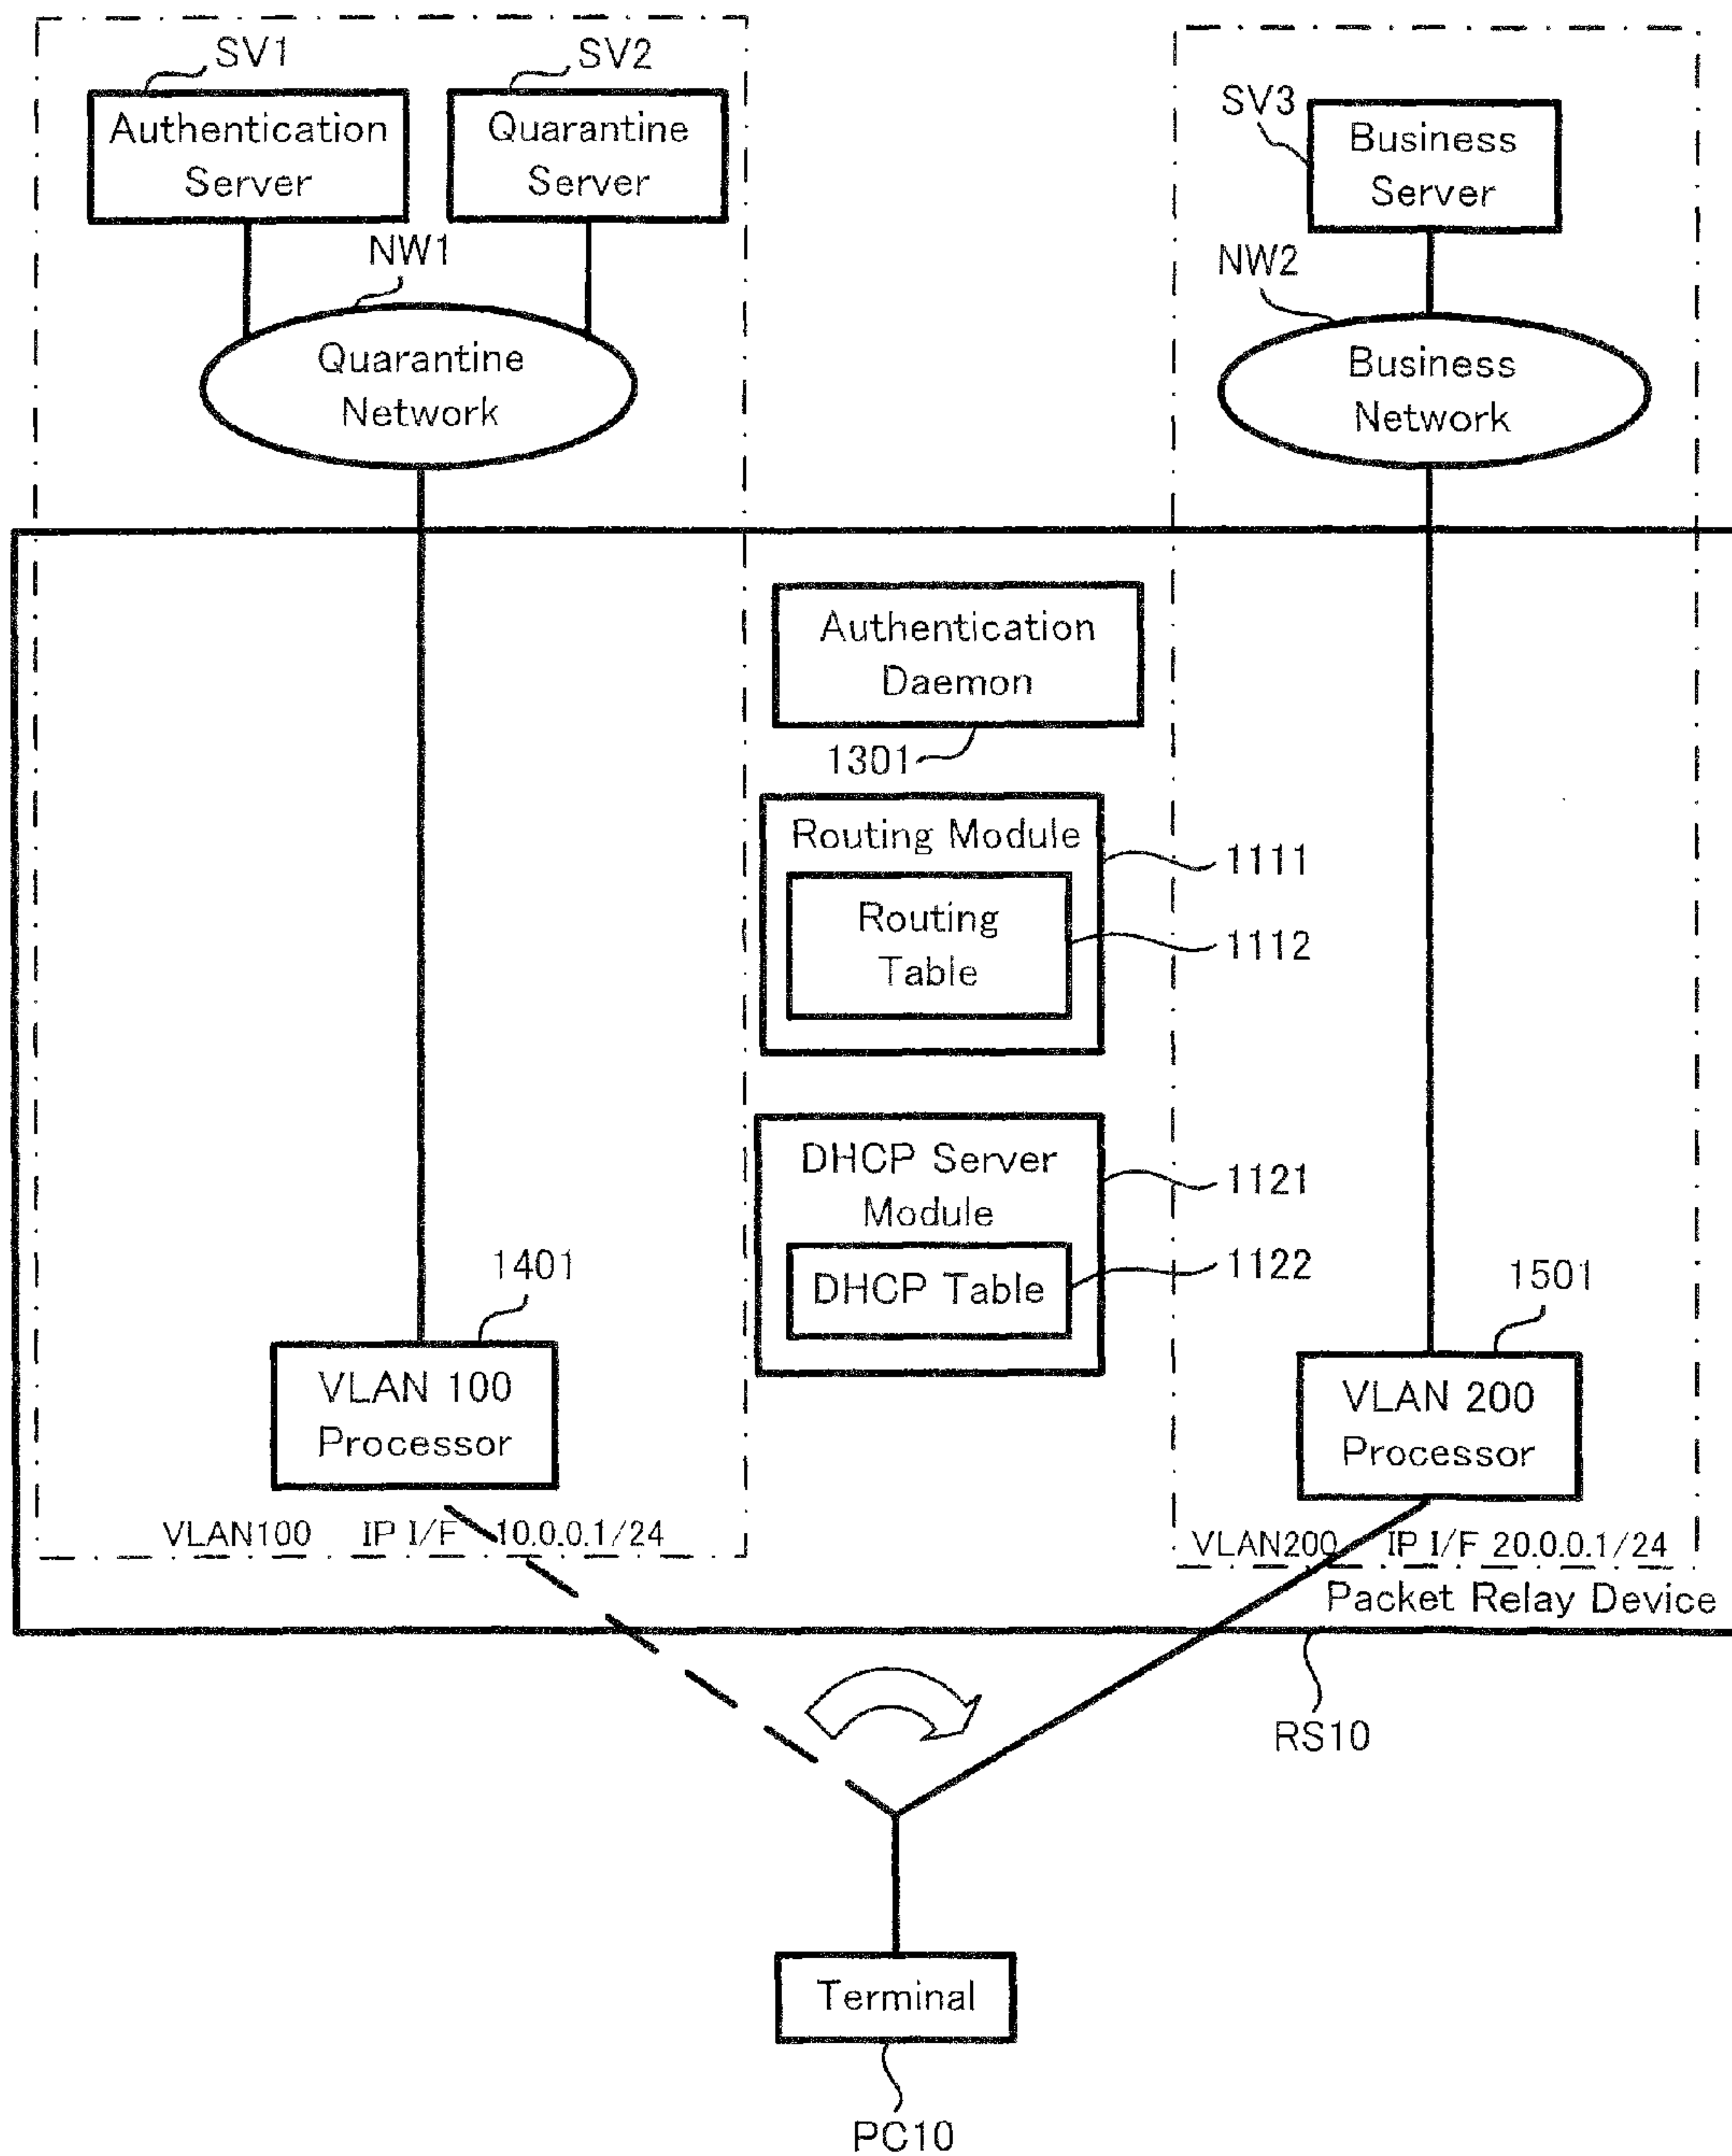 SV1
SV2
Authentication
Server
Quarantine
Server
SV3
Business
Server
NW1
NW2
Quarantine
Network
Business
Network
Authentication
Daemon
1301
Routing Module
1111
Routing
Table
1112
DHCP Server
Module
1121
DHCP Table
1122
1401
1501
VLAN 100
Processor
VLAN 200
Processor
VLAN100 IP I/F 10.0.0.1/24
VLAN200 IP I/F 20.0.0.1/24
Packet Relay Device
RS10
Terminal
PC10